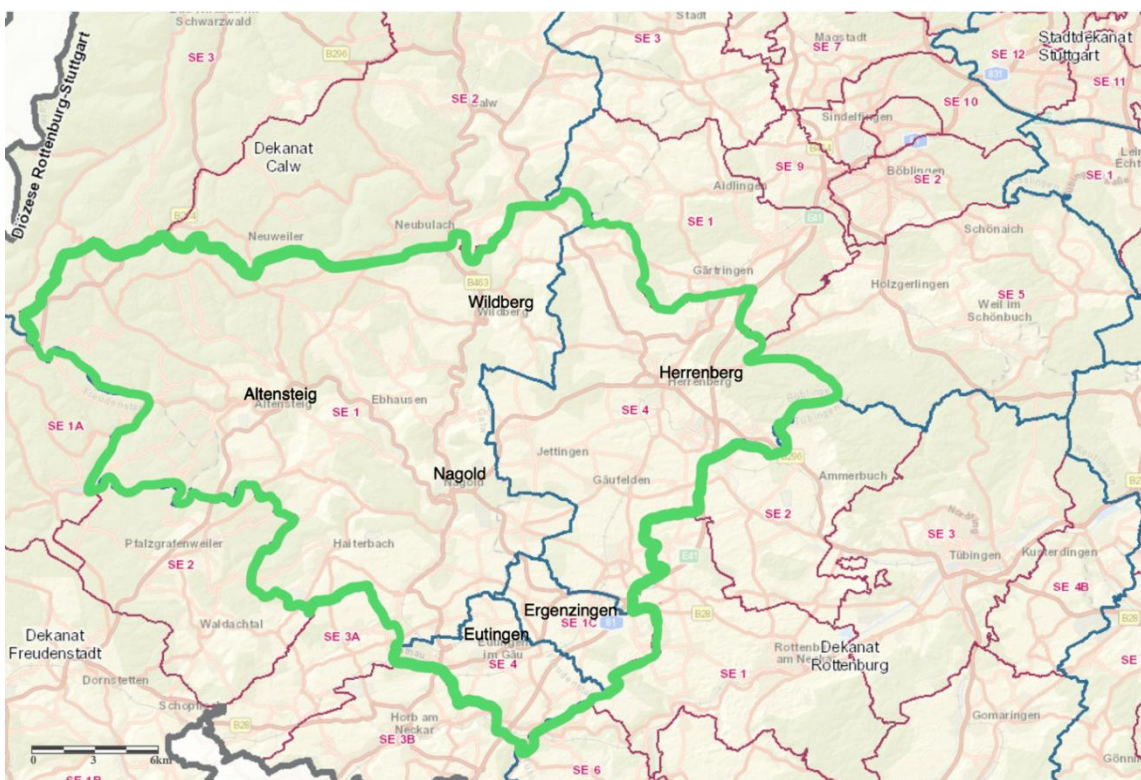 Schwarzwald
SE 3
B296
SE 2
Calw
Stadt
SE 3
Magstadt
SE 7
SE 12
Stadtdekanat
Stuttgart
SE 11
SE 10
Sindelfingen
Diözese Rottenburg-Stuttgart
Dekanat
Calw
SE 9
Böblingen
SE 2
SE 1
Aidlingen
SE 1
E41
Schönaich
Neuweiler
Neubulach
Gärtringen
Holzgerlingen
SE 5
Weil im
Schönbuch
B463
Wildberg
Wildberg
Herrenberg
Herrenberg
Altensteig
Altensteig
SE 1
Ebhausen
SE 4
SE 1A
Jettingen
Nagold
Nagold
Gäufelden
B296
Ammerbuch
SE 2
SE 3
Tübingen
Kusterdingen
Pfalzgrafenweiler
SE 2
Haiterbach
E41
SE 4B
B28
Waldachtal
SE 3A
Ergenzingen
SE 1C
B28
Eutingen
Eutingen
im Gäu
SE 4
Dekanat
Freudenstadt
Dekanat
Rottenburg
Rottenburg
am Neckar
SE 1
Dornstetten
Horb am
Neckar
B28
SE 3B
Gomaringen
0 3 6km
SE 6
SE 1B